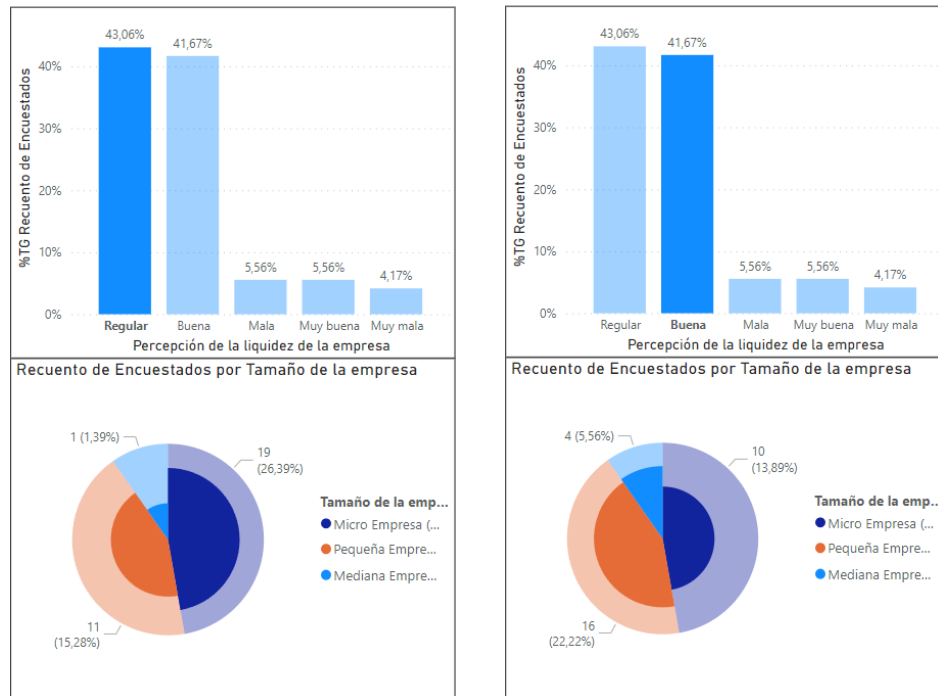 43,06%
41,67%
5,56%
5,56%
4,17%
40%
30%
20%
10%
0%
%TG Recuento de Encuestados
Regular
Buena
Mala
Muy buena
Muy mala
Percepción de la liquidez de la empresa
Recuento de Encuestados por Tamaño de la empresa
1 (1,39%)
19
(26,39%)
11
(15,28%)
Tamaño de la emp...
Micro Empresa (...
Pequeña Empre...
Mediana Empre...
43,06%
41,67%
5,56%
5,56%
4,17%
40%
30%
20%
10%
0%
%TG Recuento de Encuestados
Regular
Buena
Mala
Muy buena
Muy mala
Percepción de la liquidez de la empresa
Recuento de Encuestados por Tamaño de la empresa
4 (5,56%)
10
(13,89%)
16
(22,22%)
Tamaño de la emp...
Micro Empresa (...
Pequeña Empre...
Mediana Empre...